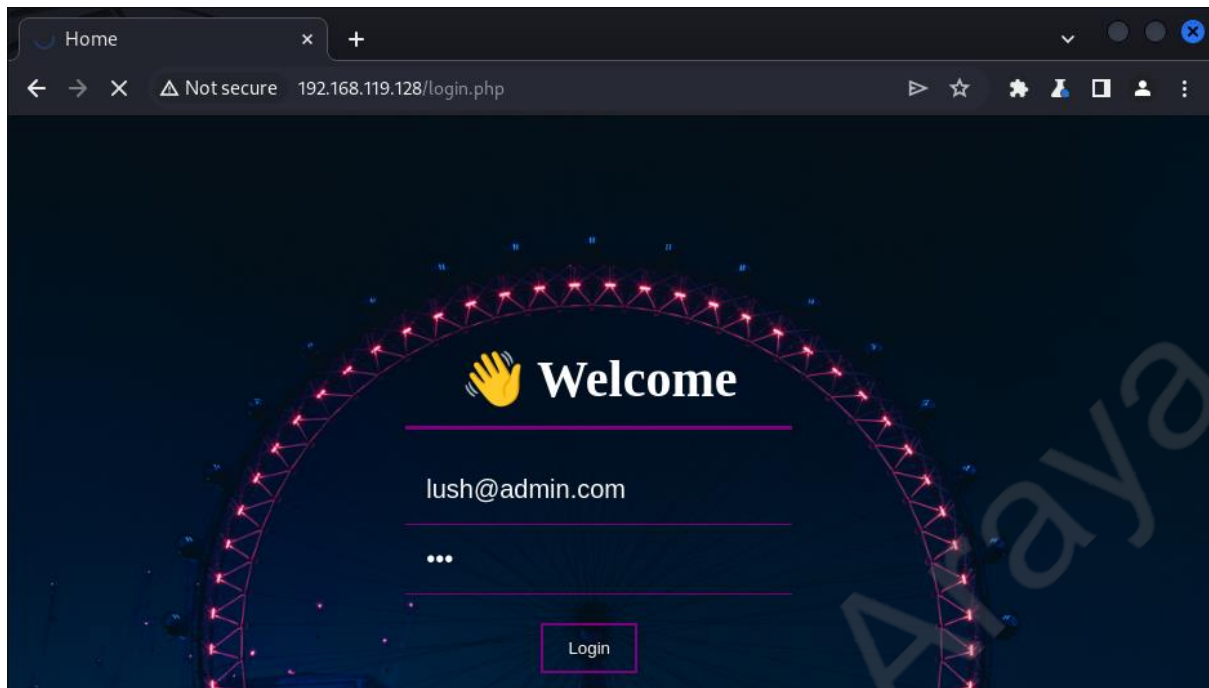 Home
Not secure 192.168.119.128/login.php
👋 Welcome
lush@admin.com
•••
Login
Araya